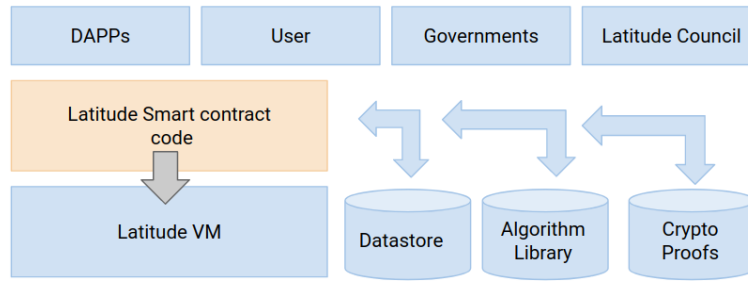 DAPPs
User
Governments
Latitude Council
Latitude Smart contract
code
Latitude VM
Datastore
Algorithm
Library
Crypto
Proofs